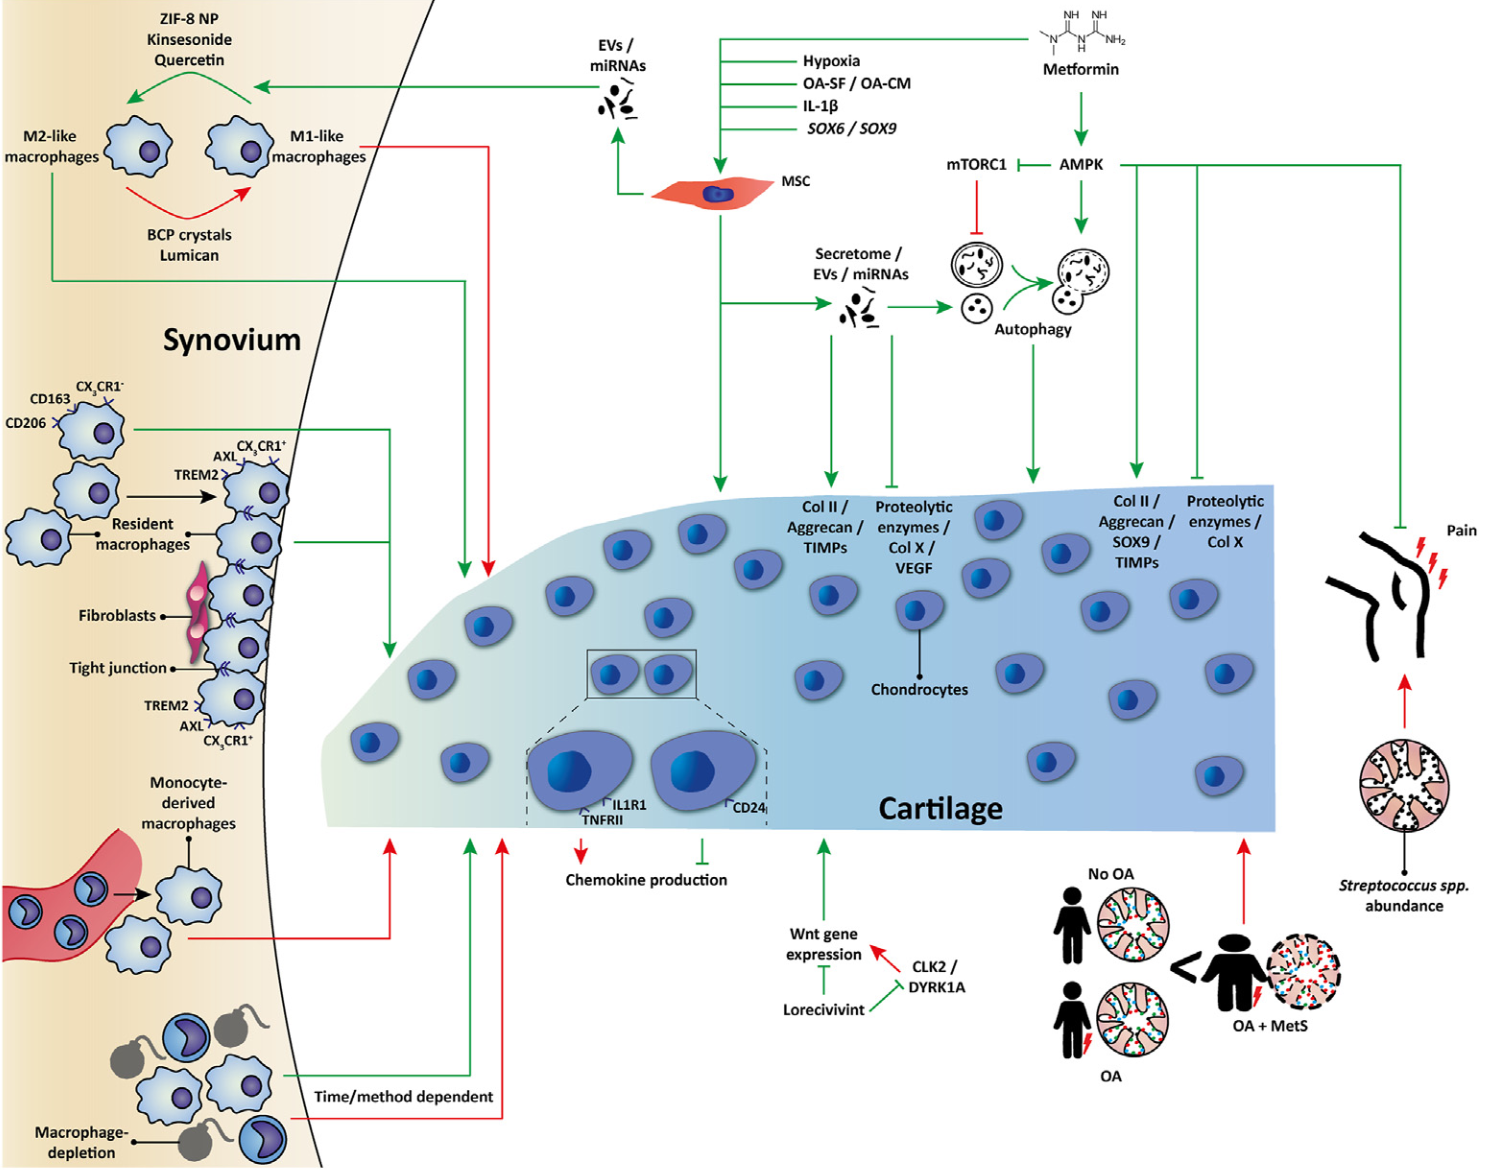 ZIF-8 NP
Kinsesonide
Quercetin
M2-like
macrophages
M1-like
macrophages
BCP crystals
Lumican
EVs /
miRNAs
Hypoxia
OA-SF / OA-CM
IL-1β
SOX6 / SOX9
MSC
NH
NH
N
N
H
NH₂
Metformin
mTORC1
AMPK
Secretome /
EVs / miRNAs
Autophagy
Synovium
CX₃CR1⁻
CD163
CD206
CX₃CR1⁺
AXL
TREM2
Resident
macrophages
Fibroblasts
Tight junction
TREM2
AXL
CX₃CR1⁺
Col II /
Aggrecan /
TIMPs
Proteolytic
enzymes /
Col X /
VEGF
Col II /
Aggrecan /
SOX9 /
TIMPs
Proteolytic
enzymes /
Col X
Pain
Chondrocytes
IL1R1
TNFRII
CD24
Cartilage
Monocyte-
derived
macrophages
Chemokine production
Wnt gene
expression
CLK2 /
DYRK1A
Lorecivivint
No OA
<
OA + MetS
OA
Streptococcus spp.
abundance
Time/method dependent
Macrophage-
depletion